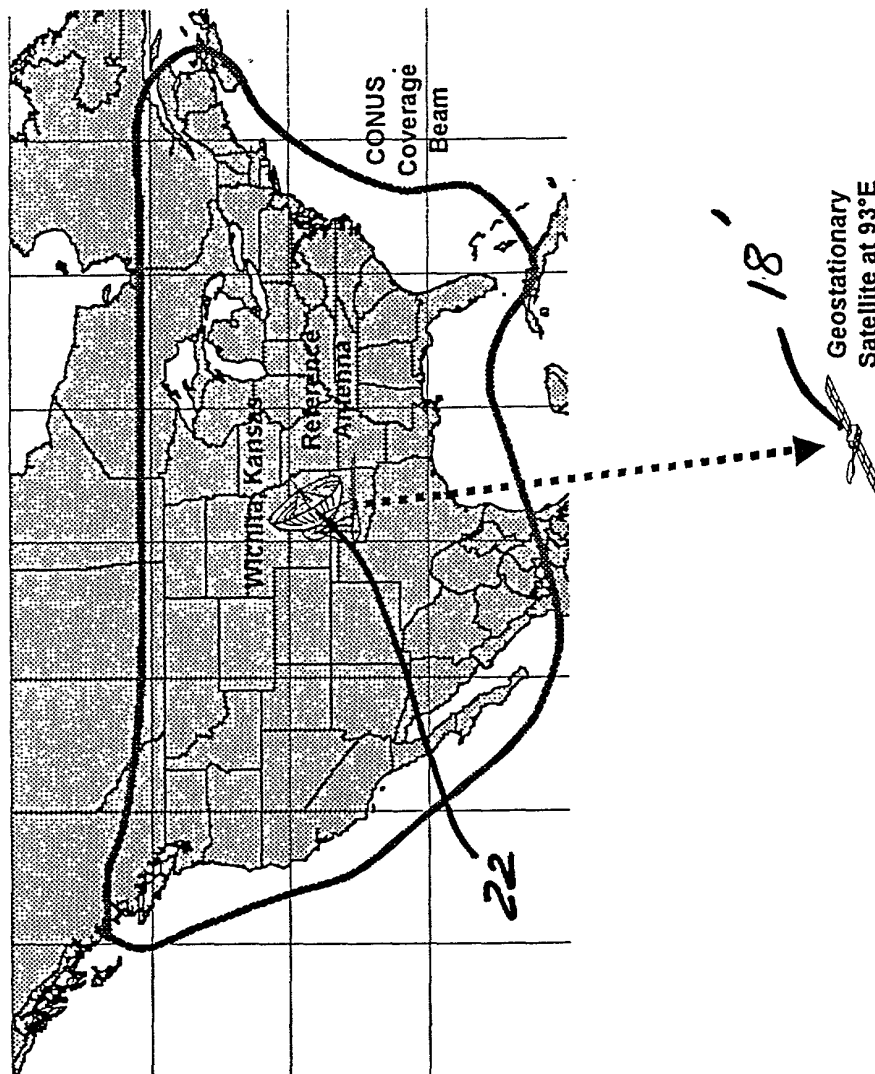 CONUS
Coverage
Beam
Wichita, Kansas
Reference
Antenna
22
18
Geostationary
Satellite at 93°E